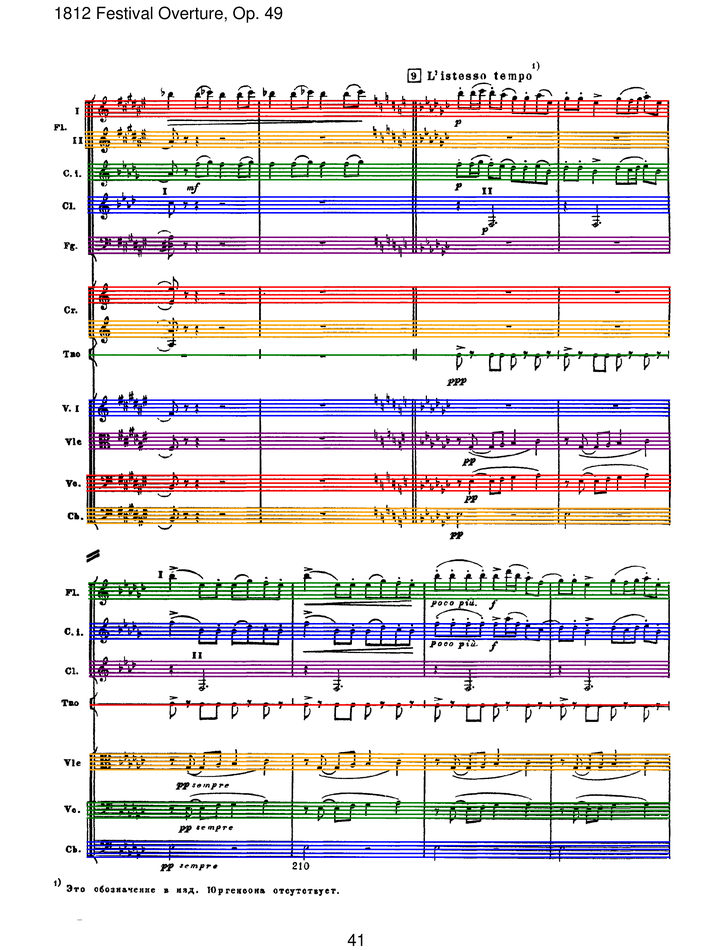 1812 Festival Overture, Op. 49
9 L'istesso tempo 1)
I
Fl.
II
p
C. i.
mf
p
I
II
Cl.
p
Fg.
Cr.
Tno
ppp
V. I
Vle
pp
Vc.
pp
Cb.
pp
I
Fl.
poco più. f
C. i.
poco più. f
II
Cl.
Tno
Vle
pp sempre
Vc.
pp sempre
Cb.
pp sempre
210
1) Это обозначение в изд. Юргенсона отсутствует.
41